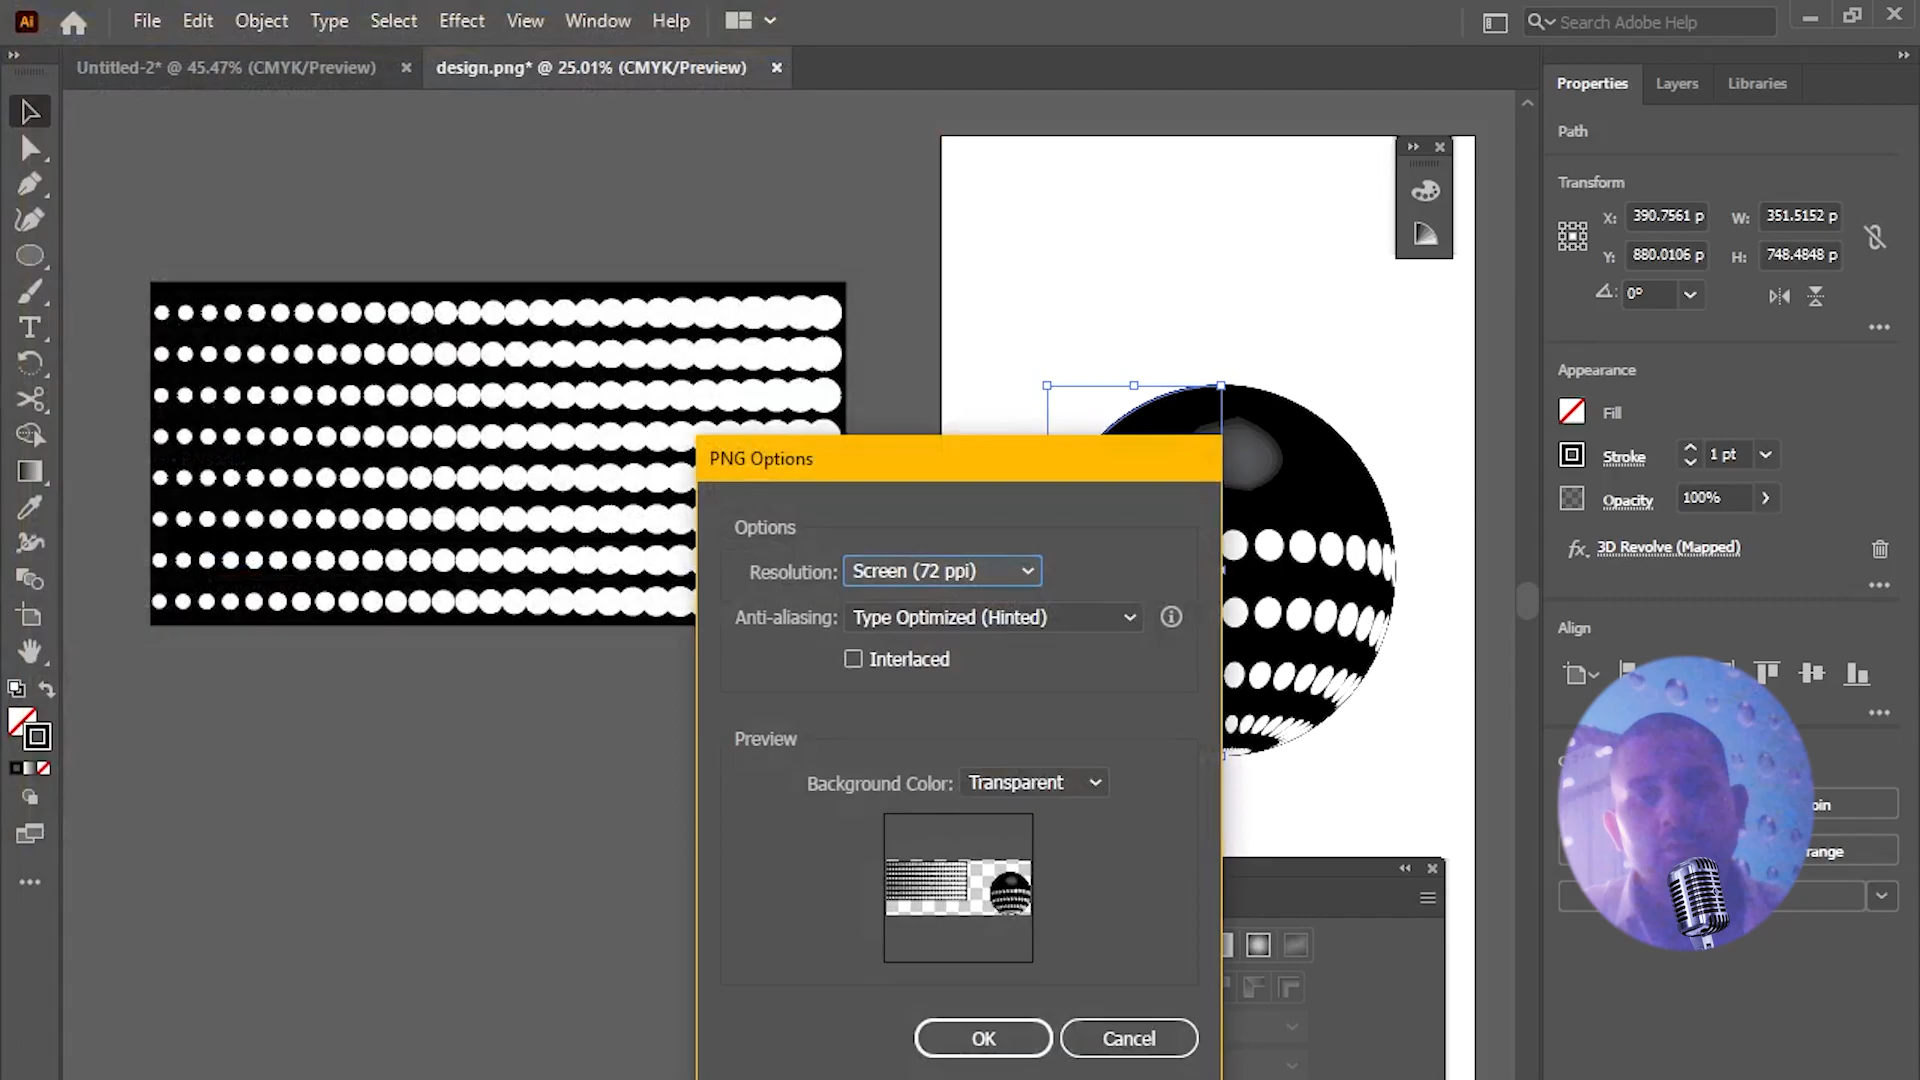 Ai
File Edit Object Type Select Effect View Window Help
Search Adobe Help
Untitled-2* @ 45.47% (CMYK/Preview)
design.png* @ 25.01% (CMYK/Preview)
Properties Layers Libraries
Path
Transform
X: 390.7561 p W: 351.5152 p
Y: 880.0106 p H: 748.4848 p
0°
Appearance
Fill
Stroke 1 pt
Opacity 100%
fx. 3D Revolve (Mapped)
Align
PNG Options
Options
Resolution: Screen (72 ppi)
Anti-aliasing: Type Optimized (Hinted)
Interlaced
Preview
Background Color: Transparent
OK Cancel